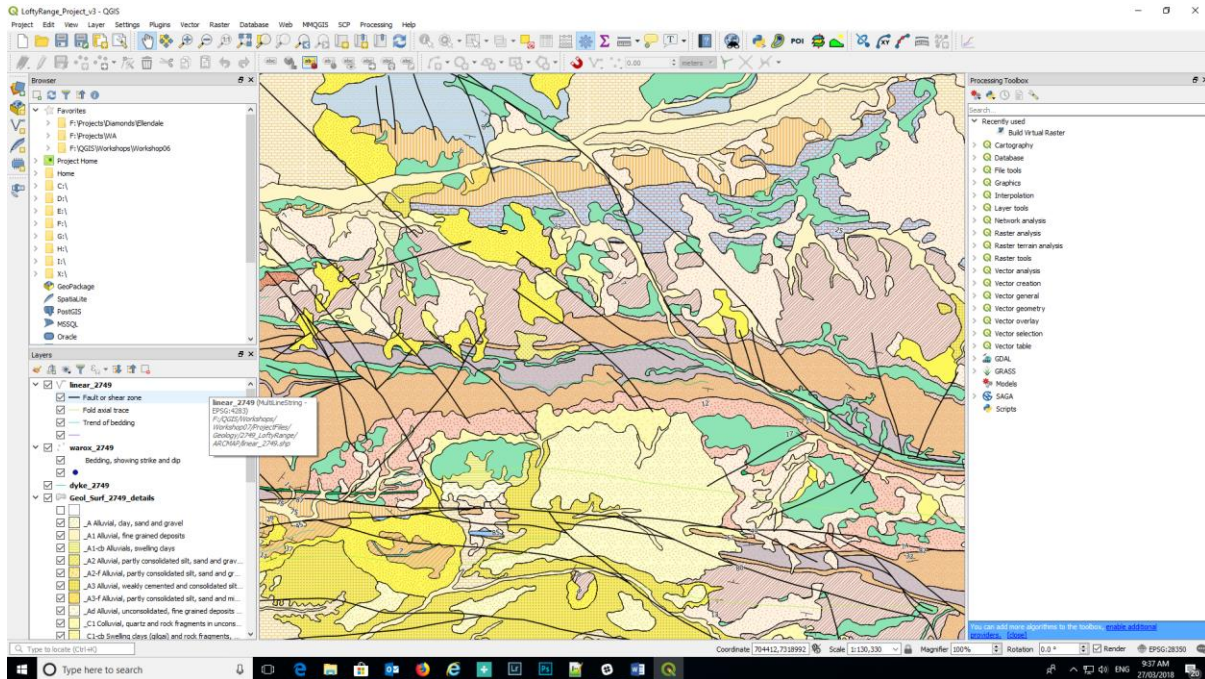 LoftyRange_Project_v3 - QGIS
Project Edit View Layer Settings Plugins Vector Raster Database Web MMQGIS SCP Processing Help
POI
0.00
meters
Browser
Favorites
F:\Projects\Diamonds\Ellendale
F:\Projects\WA
F:\QGIS\Workshops\Workshop06
Project Home
Home
C:\
D:\
E:\
F:\
G:\
H:\
I:\
X:\
GeoPackage
SpatiaLite
PostGIS
MSSQL
Oracle
Layers
linear_2749
Fault or shear zone
Fold axial trace
Trend of bedding
warox_2749
Bedding, showing strike and dip
dyke_2749
Geol_Surf_2749_details
_A Alluvial, clay, sand and gravel
_A1 Alluvial, fine grained deposits
_A1-cb Alluvials, swelling clays
_A2 Alluvial, partly consolidated silt, sand and grav...
_A2-f Alluvial, partly consolidated silt, sand and gr...
_A3 Alluvial, weakly cemented and consolidated silt...
_A3-f Alluvial, partly consolidated silt, sand and mi...
_Ad Alluvial, unconsolidated, fine grained deposits ...
_C1 Colluvial, quartz and rock fragments in uncons...
_C1-cb Swelling clays (gilgai) and rock fragments, ...
linear_2749 (MultiLineString -
EPSG:4283)
F:/QGIS/Workshops/
Workshop07/ProjectFiles/
Geology/2749_LoftyRange/
ARCMAP/linear_2749.shp
12
17
Processing Toolbox
Search...
Recently used
Build Virtual Raster
Cartography
Database
File tools
Graphics
Interpolation
Layer tools
Network analysis
Raster analysis
Raster terrain analysis
Raster tools
Vector analysis
Vector creation
Vector general
Vector geometry
Vector overlay
Vector selection
Vector table
GDAL
GRASS
Models
SAGA
Scripts
You can add more algorithms to the toolbox, enable additional
providers. [close]
Type to locate (Ctrl+K)
Coordinate 704412,7318992 Scale 1:130,330 Magnifier 100% Rotation 0.0 ° Render EPSG:28350
Type here to search
Lr
Ps
ENG
9:37 AM
27/03/2018
20